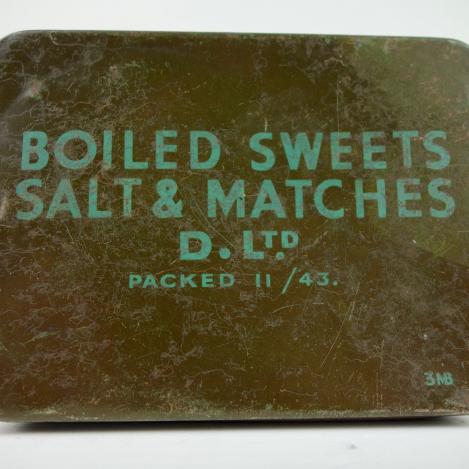 BOILED SWEETS
SALT & MATCHES
D. LTD
PACKED 11/43.
3MB